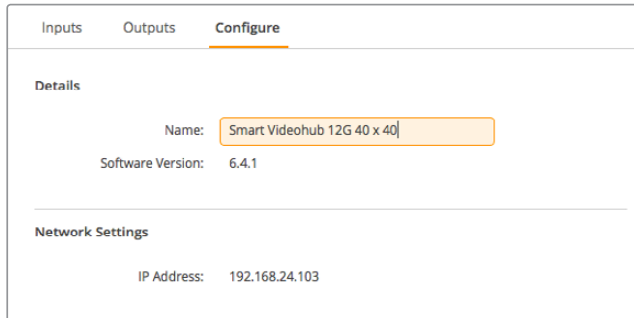 Inputs Outputs Configure
Details
Name: Smart Videohub 12G 40 x 40
Software Version: 6.4.1
Network Settings
IP Address: 192.168.24.103